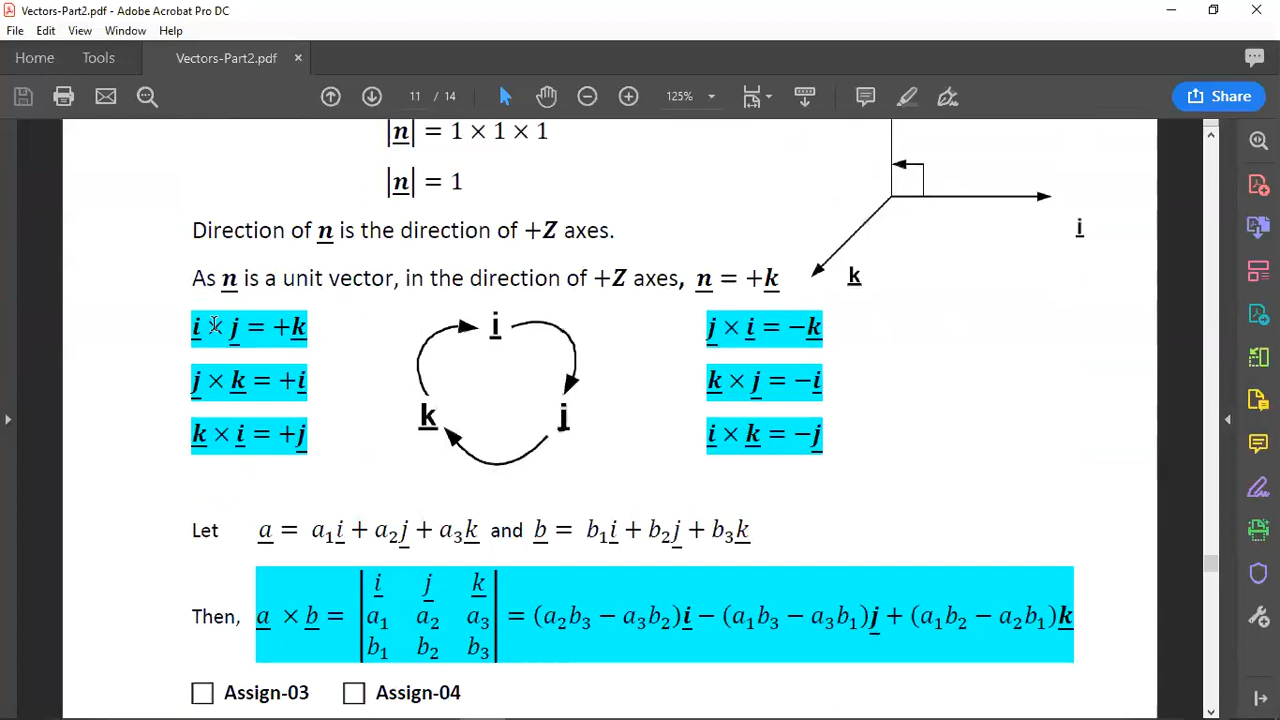 Vectors-Part2.pdf - Adobe Acrobat Pro DC
File Edit View Window Help
Home Tools Vectors-Part2.pdf ×
11 / 14 125% Share
|n| = 1 × 1 × 1
|n| = 1
Direction of n is the direction of +Z axes.
i
As n is a unit vector, in the direction of +Z axes, n = +k
k
i × j = +k
i
j × i = −k
j × k = +i
k × j = −i
k
j
k × i = +j
i × k = −j
Let a = a₁i + a₂j + a₃k and b = b₁i + b₂j + b₃k
i j k
Then, a × b = a₁ a₂ a₃ = (a₂b₃ − a₃b₂)i − (a₁b₃ − a₃b₁)j + (a₁b₂ − a₂b₁)k
b₁ b₂ b₃
Assign-03 Assign-04